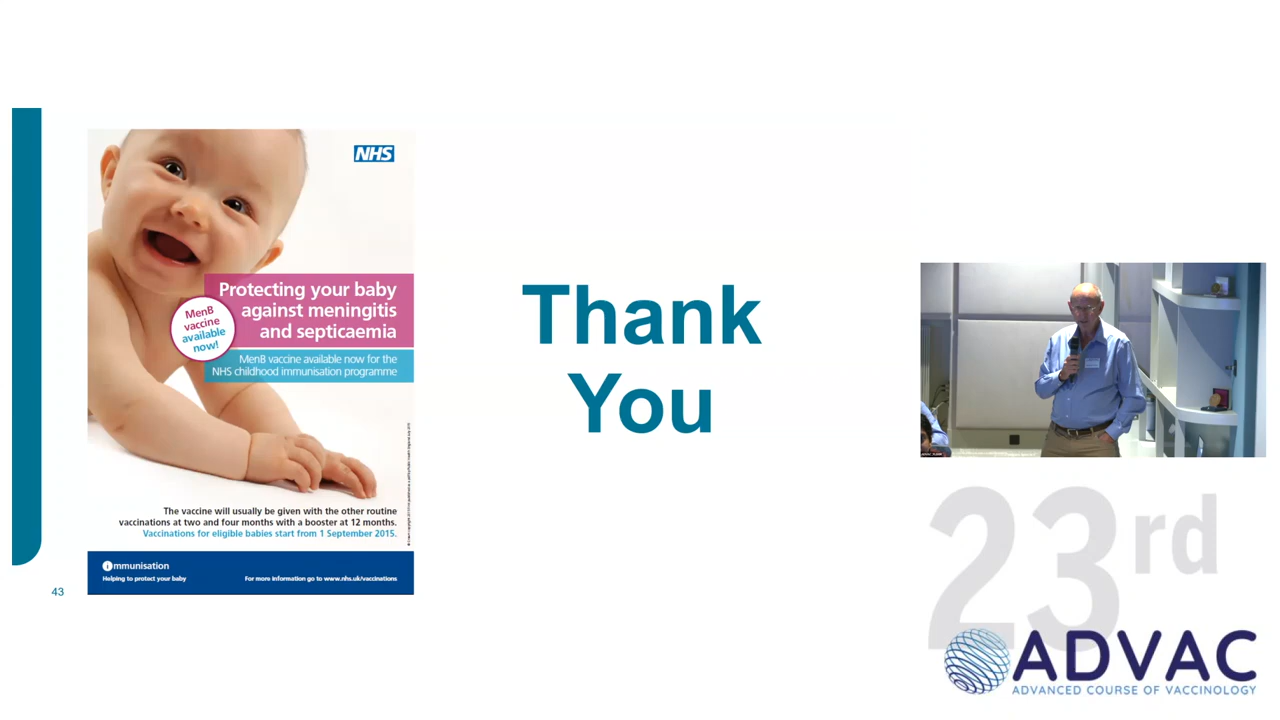 NHS
Protecting your baby
against meningitis
and septicaemia
MenB
vaccine
available
now!
MenB vaccine available now for the
NHS childhood immunisation programme
The vaccine will usually be given with the other routine
vaccinations at two and four months with a booster at 12 months.
Vaccinations for eligible babies start from 1 September 2015.
immunisation
Helping to protect your baby
For more information go to www.nhs.uk/vaccinations
43
Thank
You
23rd
ADVAC
ADVANCED COURSE OF VACCINOLOGY